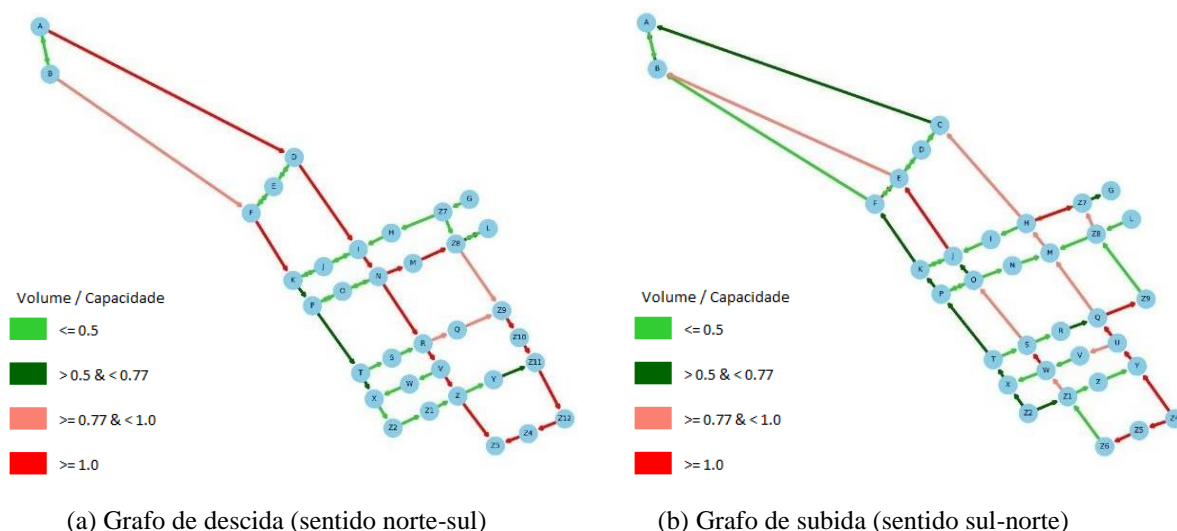 A
B
D
E
F
G
Z7
H
L
Z8
I
M
J
N
K
O
P
Z9
Q
Z10
R
S
Z11
V
T
W
Y
X
Z
Z1
Z12
Z2
Z4
Volume / Capacidade
<= 0.5
> 0.5 & < 0.77
>= 0.77 & < 1.0
>= 1.0
(a) Grafo de descida (sentido norte-sul)
A
B
C
D
E
F
G
Z7
H
L
Z8
I
M
J
N
K
O
P
Z9
Q
R
U
S
T
V
Y
W
X
Z
Z1
Z2
Z5
Z6
Volume / Capacidade
<= 0.5
> 0.5 & < 0.77
>= 0.77 & < 1.0
>= 1.0
(b) Grafo de subida (sentido sul-norte)